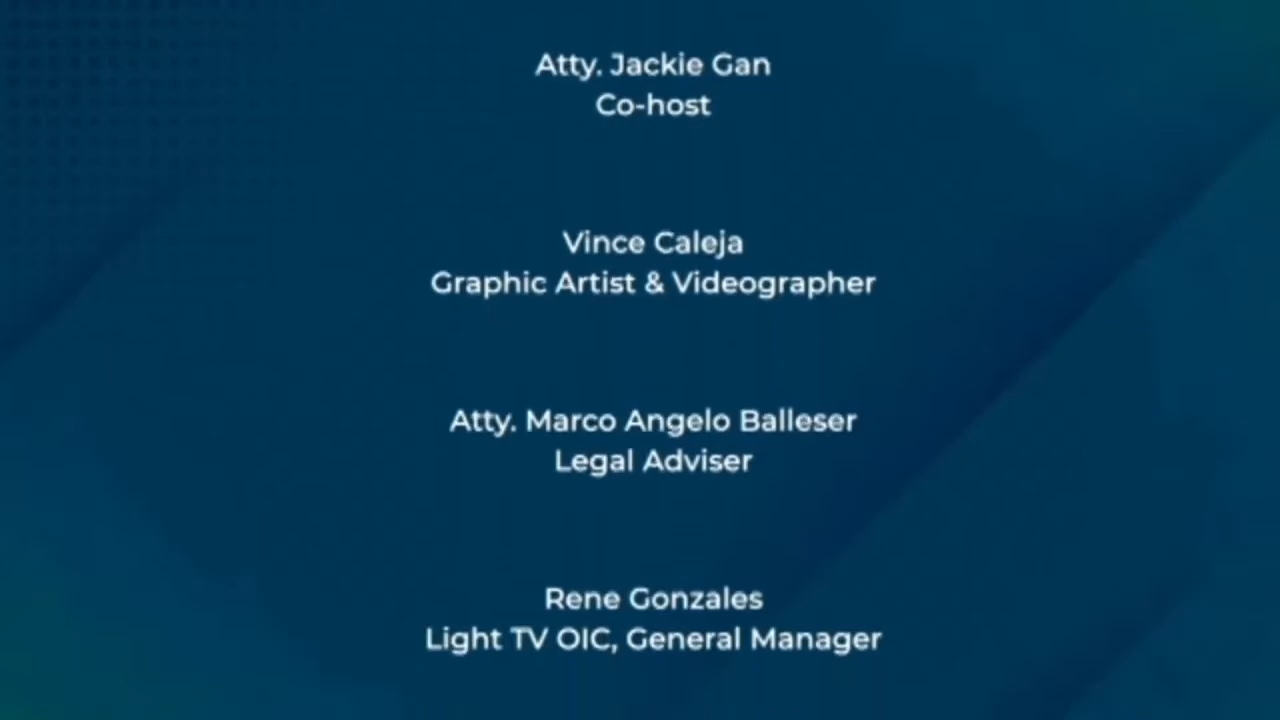 Atty. Jackie Gan
Co-host
Vince Caleja
Graphic Artist & Videographer
Atty. Marco Angelo Balleser
Legal Adviser
Rene Gonzales
Light TV OIC, General Manager